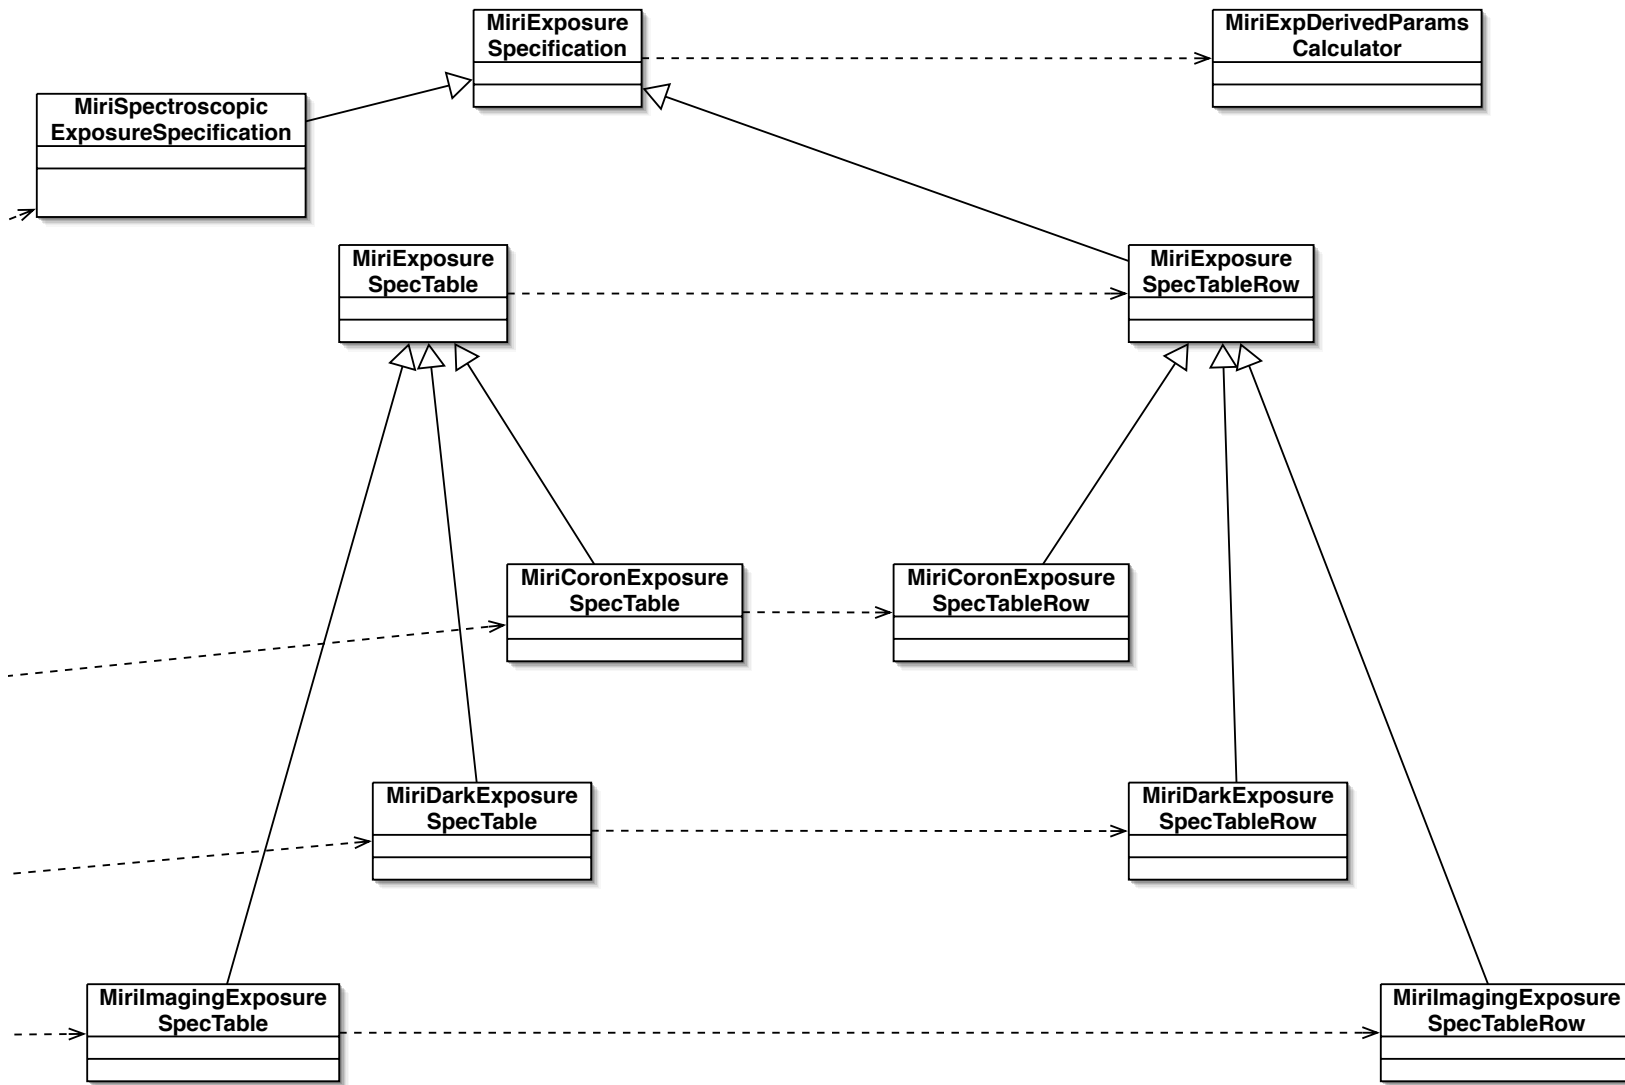 MiriExposure
Specification
MiriExpDerivedParams
Calculator
MiriSpectroscopic
ExposureSpecification
MiriExposure
SpecTable
MiriExposure
SpecTableRow
MiriCoronExposure
SpecTable
MiriCoronExposure
SpecTableRow
MiriDarkExposure
SpecTable
MiriDarkExposure
SpecTableRow
MiriImagingExposure
SpecTable
MiriImagingExposure
SpecTableRow